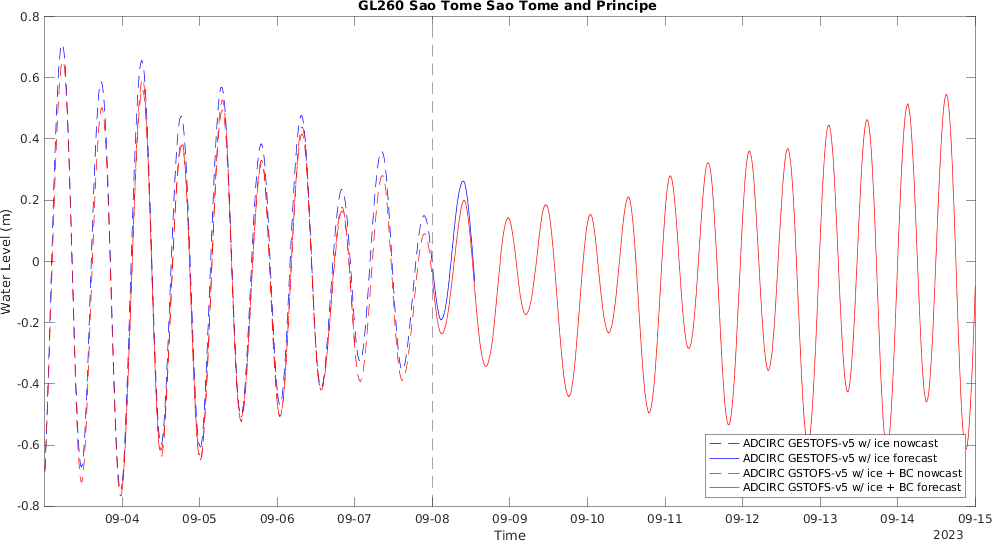 GL260 Sao Tome Sao Tome and Principe
0.8
0.6
0.4
0.2
0
-0.2
-0.4
-0.6
-0.8
Water Level (m)
ADCIRC GESTOFS-v5 w/ ice nowcast
ADCIRC GESTOFS-v5 w/ ice forecast
ADCIRC GSTOFS-v5 w/ ice + BC nowcast
ADCIRC GSTOFS-v5 w/ ice + BC forecast
09-04 09-05 09-06 09-07 09-08 09-09 09-10 09-11 09-12 09-13 09-14 09-15
Time
2023